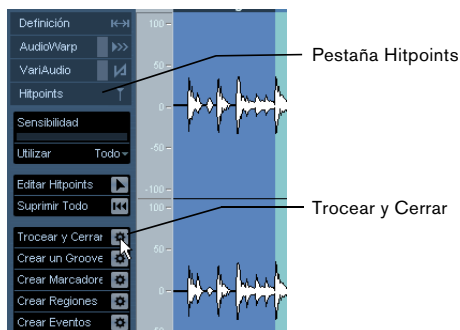 Definición
AudioWarp
VariAudio
Hitpoints
Sensibilidad
Utilizar Todo
Editar Hitpoints
Suprimir Todo
Trocear y Cerrar
Crear un Groove
Crear Marcadore
Crear Regiones
Crear Eventos
100
50
0
-50
-100
100
50
0
50
Pestaña Hitpoints
Trocear y Cerrar